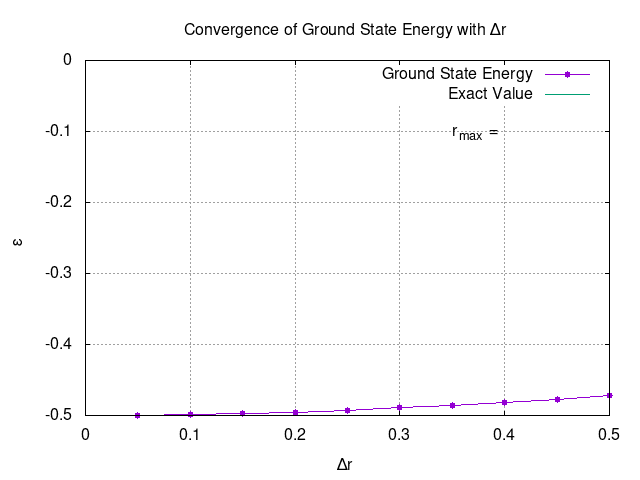 Convergence of Ground State Energy with Δr
Ground State Energy
Exact Value
r_max =
0
-0.1
-0.2
-0.3
-0.4
-0.5
ε
0 0.1 0.2 0.3 0.4 0.5
Δr